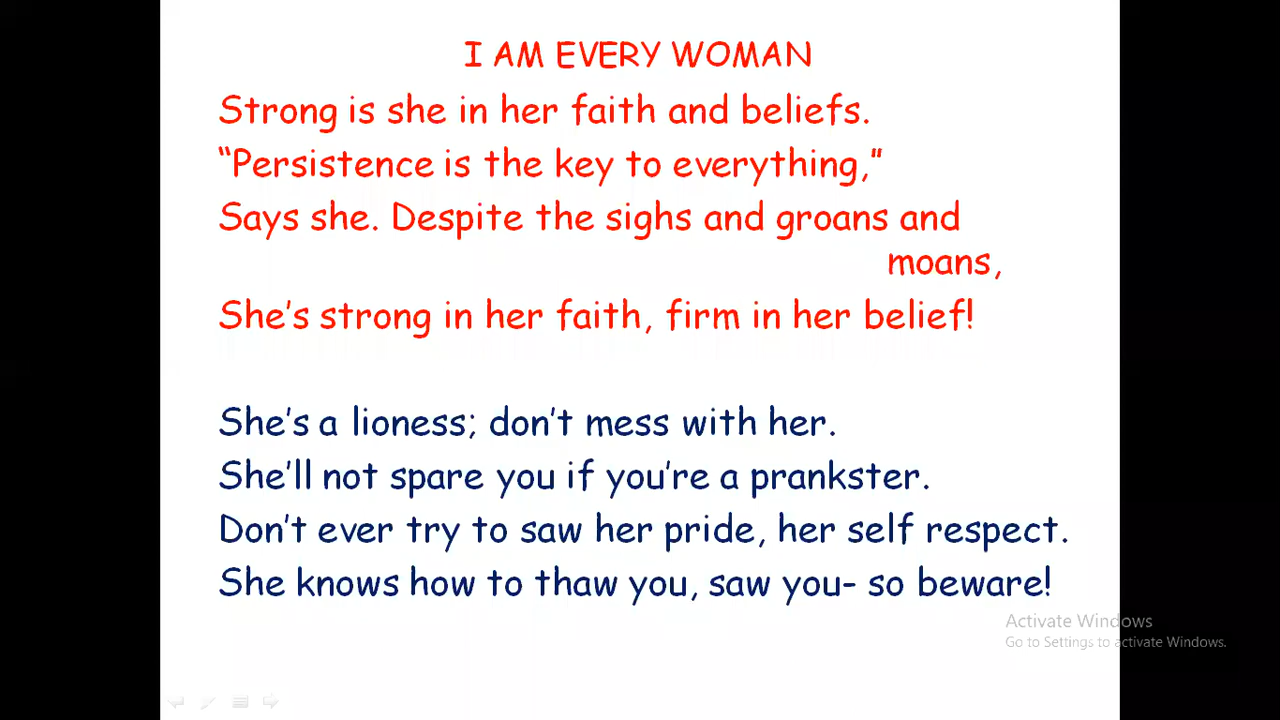 I AM EVERY WOMAN
Strong is she in her faith and beliefs.
“Persistence is the key to everything,”
Says she. Despite the sighs and groans and
moans,
She’s strong in her faith, firm in her belief!
She’s a lioness; don’t mess with her.
She’ll not spare you if you’re a prankster.
Don’t ever try to saw her pride, her self respect.
She knows how to thaw you, saw you- so beware!
Activate Windows
Go to Settings to activate Windows.